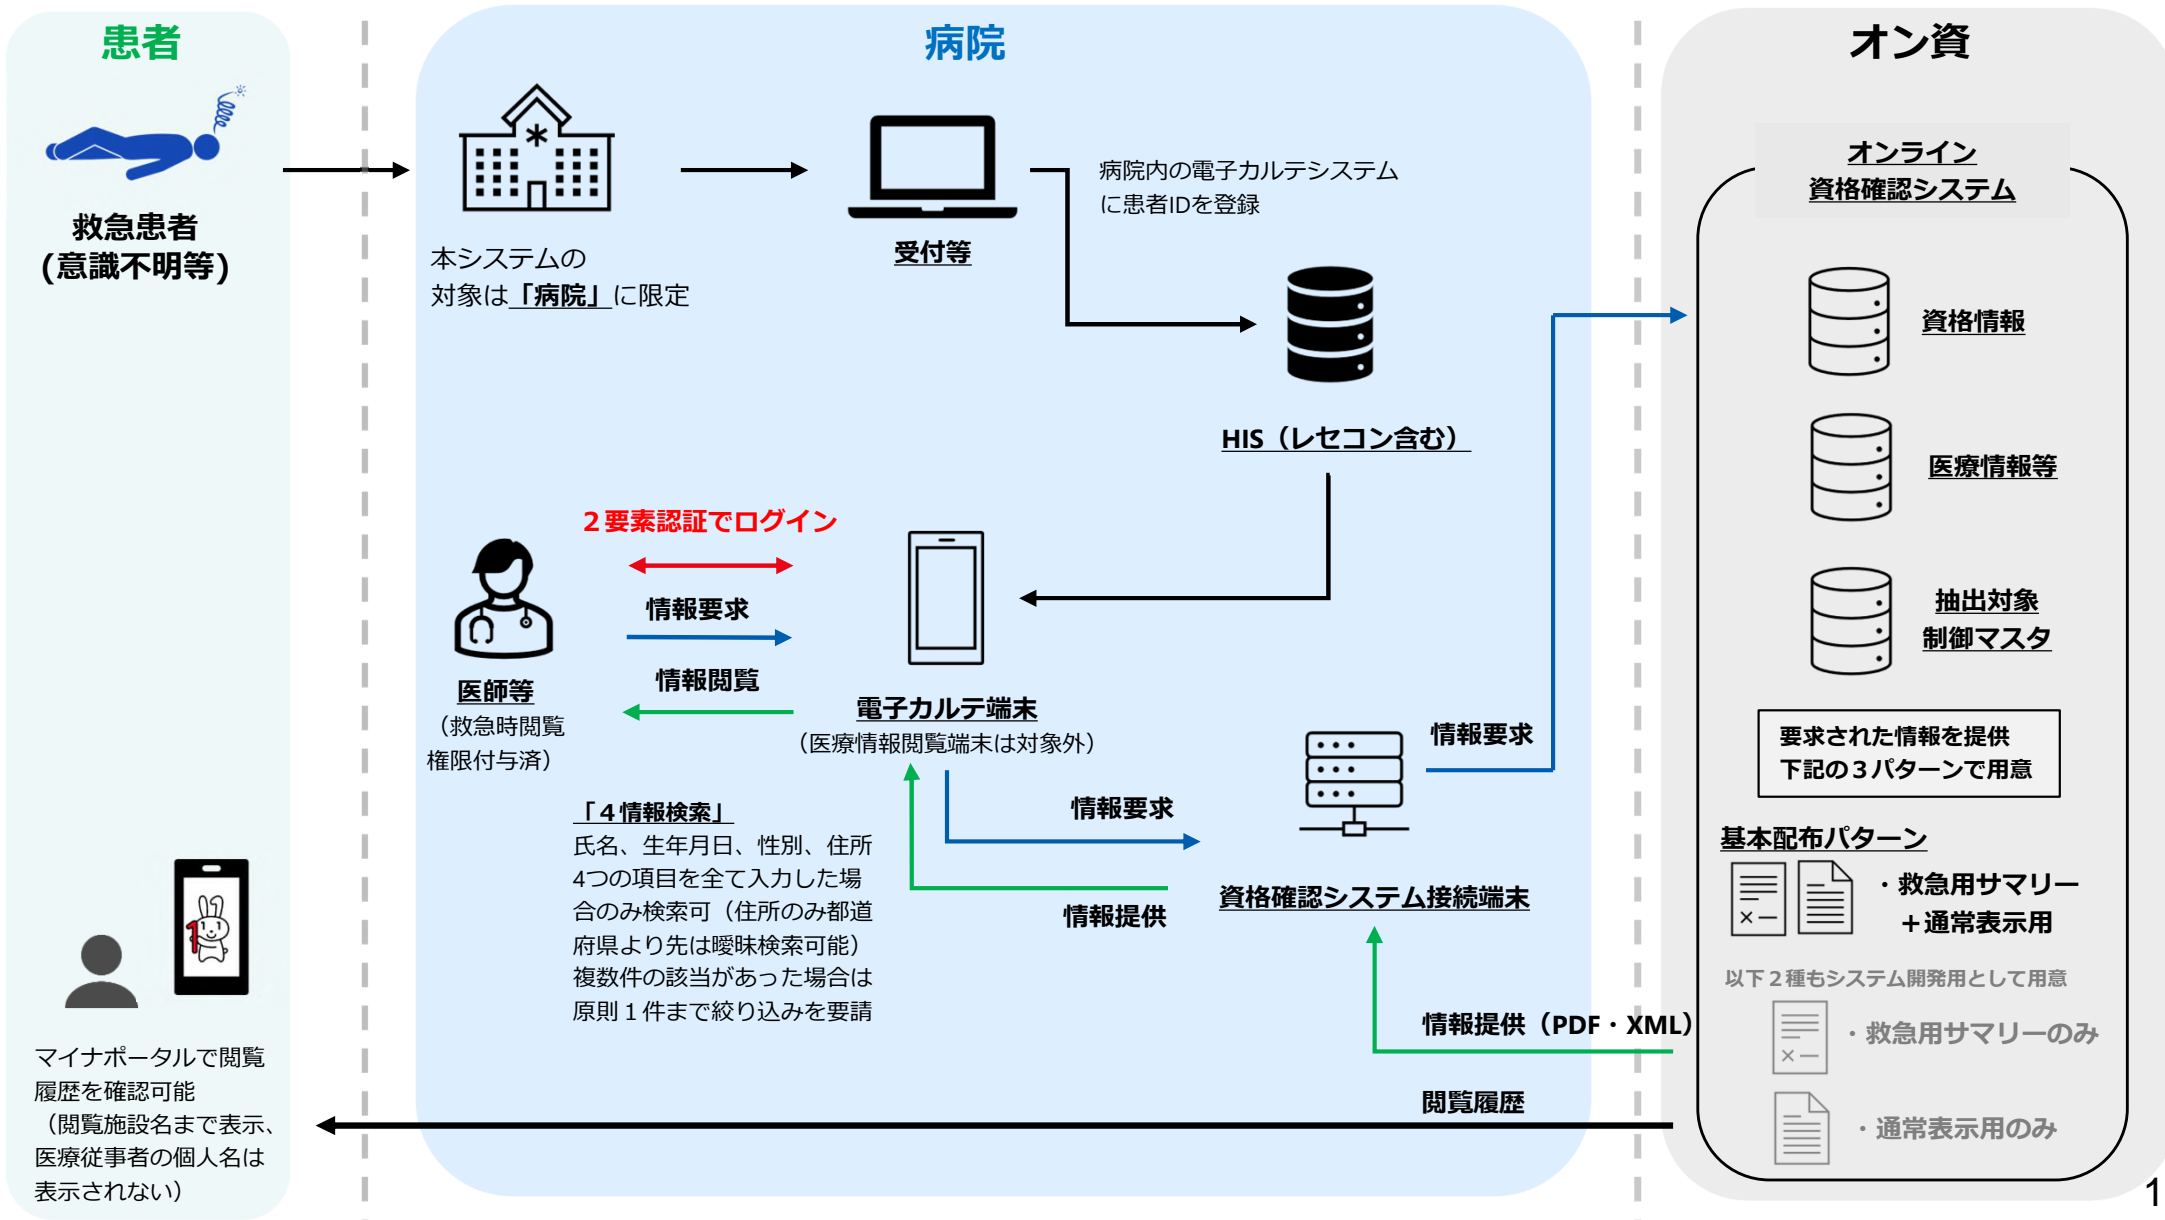 患者
救急患者
(意識不明等)
マイナポータルで閲覧
履歴を確認可能
（閲覧施設名まで表示、
医療従事者の個人名は
表示されない）
病院
本システムの
対象は「病院」に限定
受付等
病院内の電子カルテシステム
に患者IDを登録
HIS（レセコン含む）
２要素認証でログイン
情報要求
情報閲覧
医師等
（救急時閲覧
権限付与済）
電子カルテ端末
（医療情報閲覧端末は対象外）
「４情報検索」
氏名、生年月日、性別、住所
4つの項目を全て入力した場
合のみ検索可（住所のみ都道
府県より先は曖昧検索可能）
複数件の該当があった場合は
原則１件まで絞り込みを要請
情報要求
情報提供
情報要求
資格確認システム接続端末
情報提供（PDF・XML）
閲覧履歴
オン資
オンライン
資格確認システム
資格情報
医療情報等
抽出対象
制御マスタ
要求された情報を提供
下記の３パターンで用意
基本配布パターン
・救急用サマリー
＋通常表示用
以下２種もシステム開発用として用意
・救急用サマリーのみ
・通常表示用のみ
1